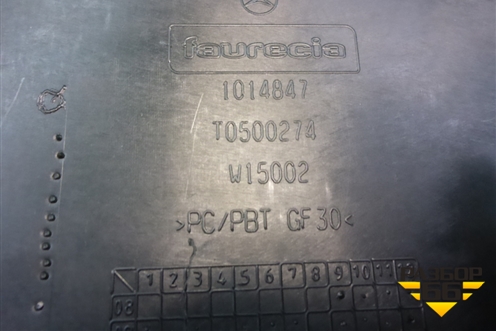 faurecia
1014847
T0500274
W15002
>PC/PBT GF30<
1 2 3 4 5 6 7 8 9 10 11 12
08